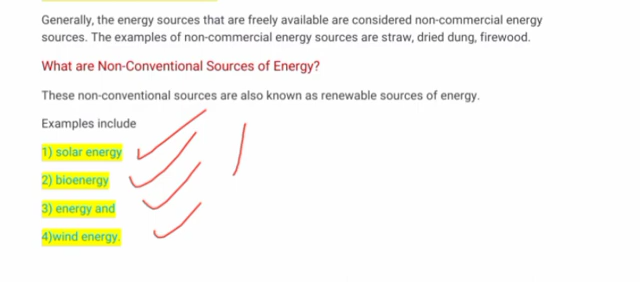 Generally, the energy sources that are freely available are considered non-commercial energy
sources. The examples of non-commercial energy sources are straw, dried dung, firewood.
What are Non-Conventional Sources of Energy?
These non-conventional sources are also known as renewable sources of energy.
Examples include
1) solar energy
2) bioenergy
3) energy and
4)wind energy.